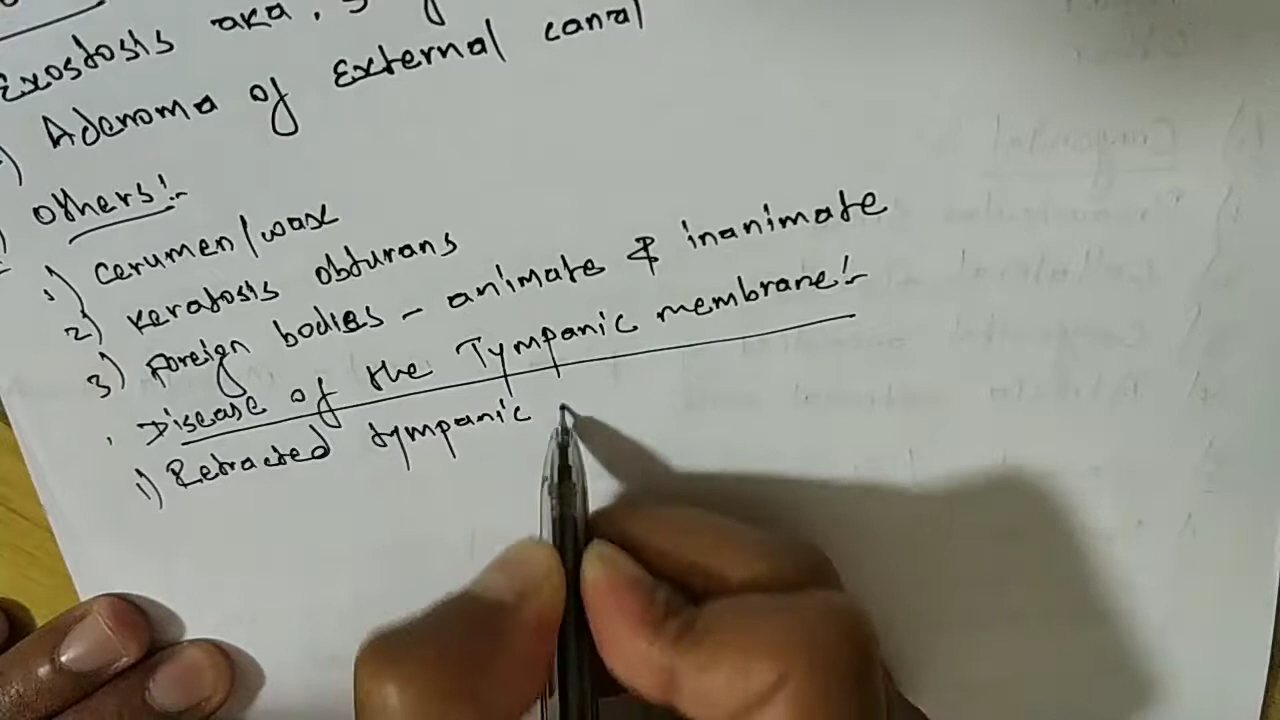 Exostosis aka,
Adenoma of External canal
others:-
1) cerumen/wax
2) keratosis obturans
3) Foreign bodies - animate & inanimate
Disease of the Tympanic membrane:-
1) Retracted tympanic